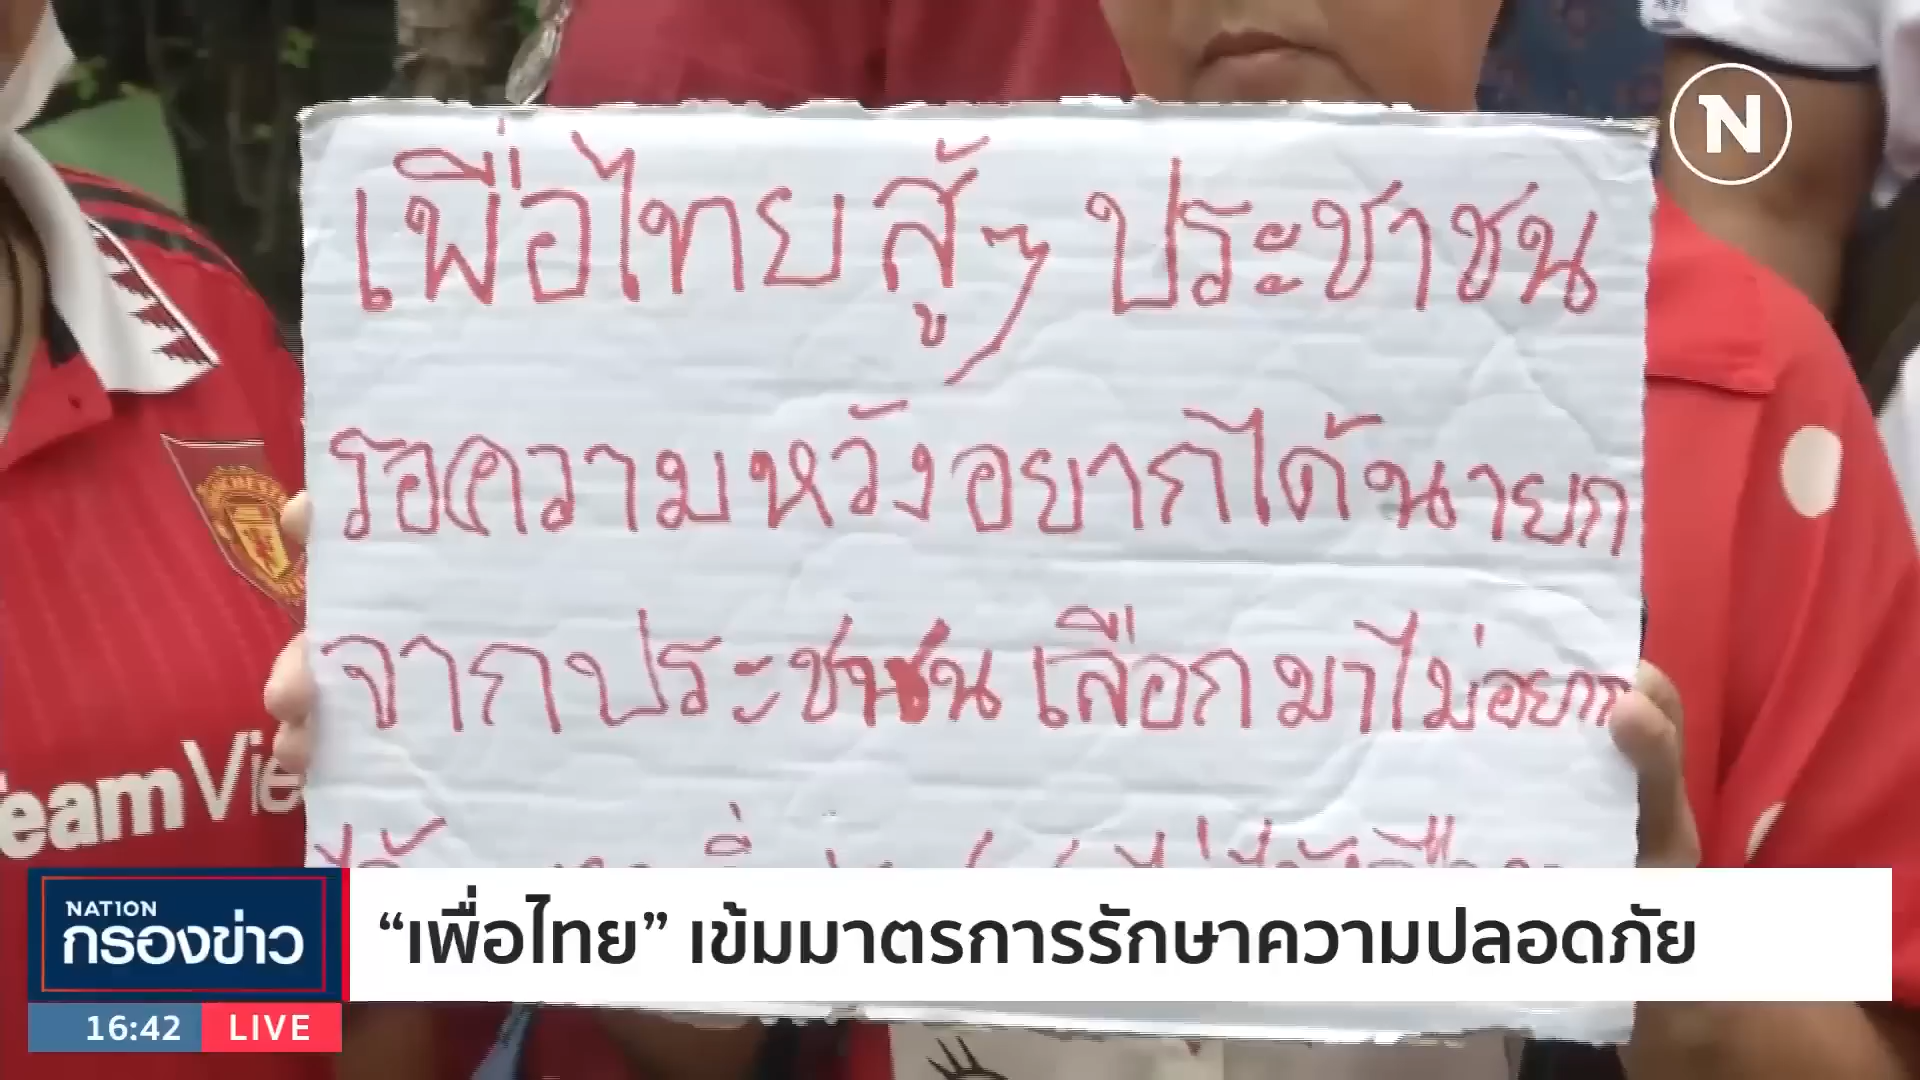 N
เพื่อไทย สู้ๆ ประชาชน
รอความหวังอยากได้นายก
จากประชาชน เลือกมาไม่อยาก
TeamVie
NATION
กรองข่าว
“เพื่อไทย” เข้มมาตรการรักษาความปลอดภัย
16:42 LIVE